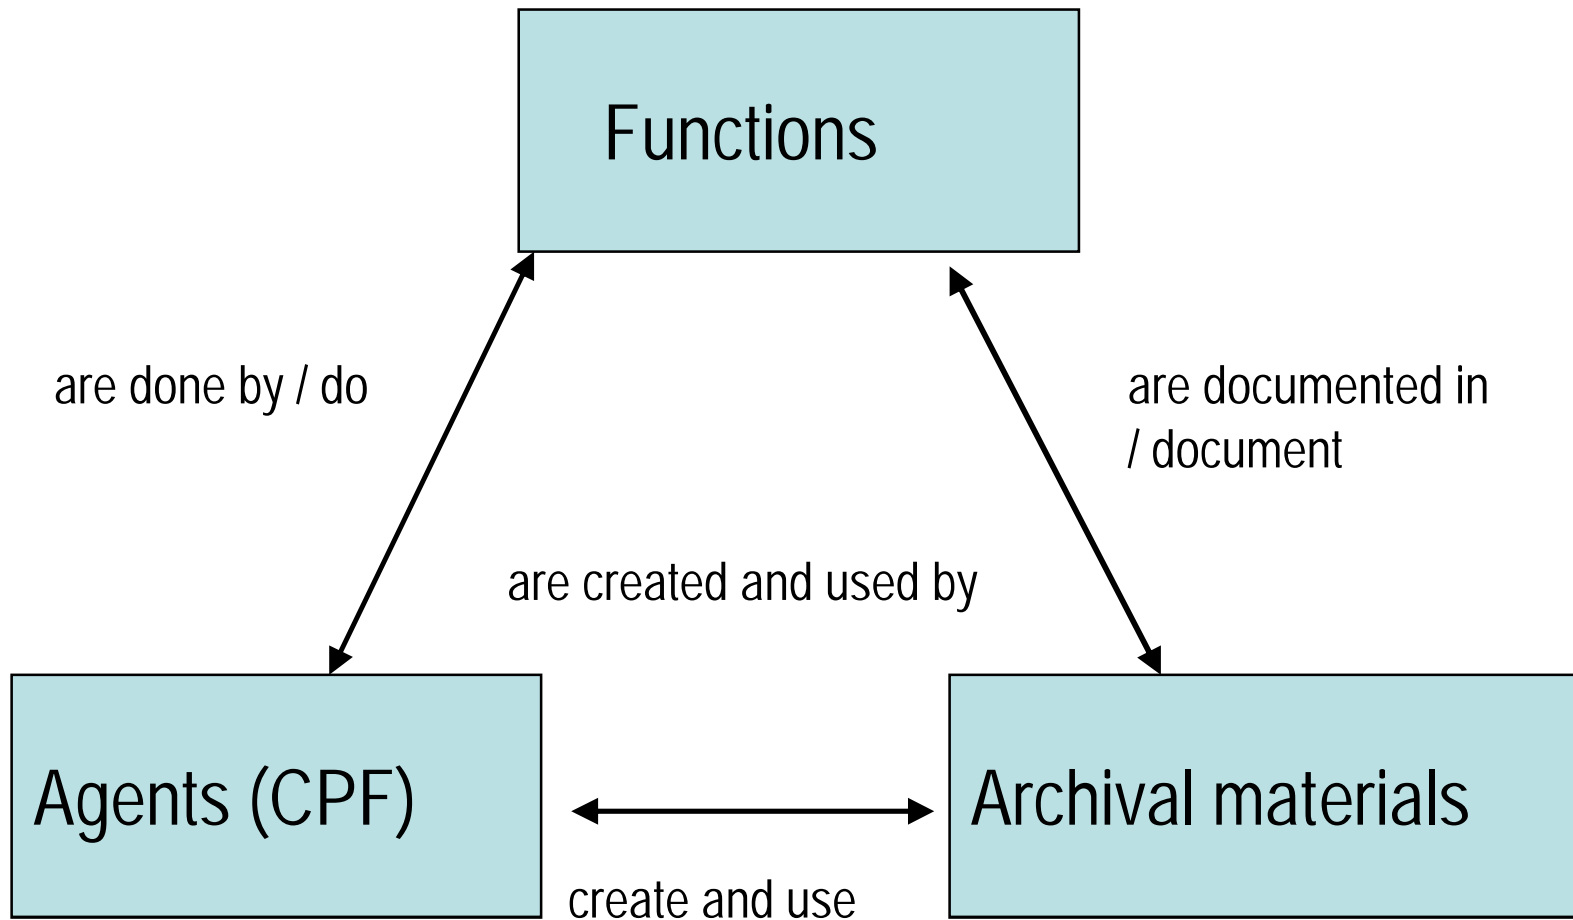 Functions
are done by / do
are documented in
/ document
are created and used by
Agents (CPF)
Archival materials
create and use